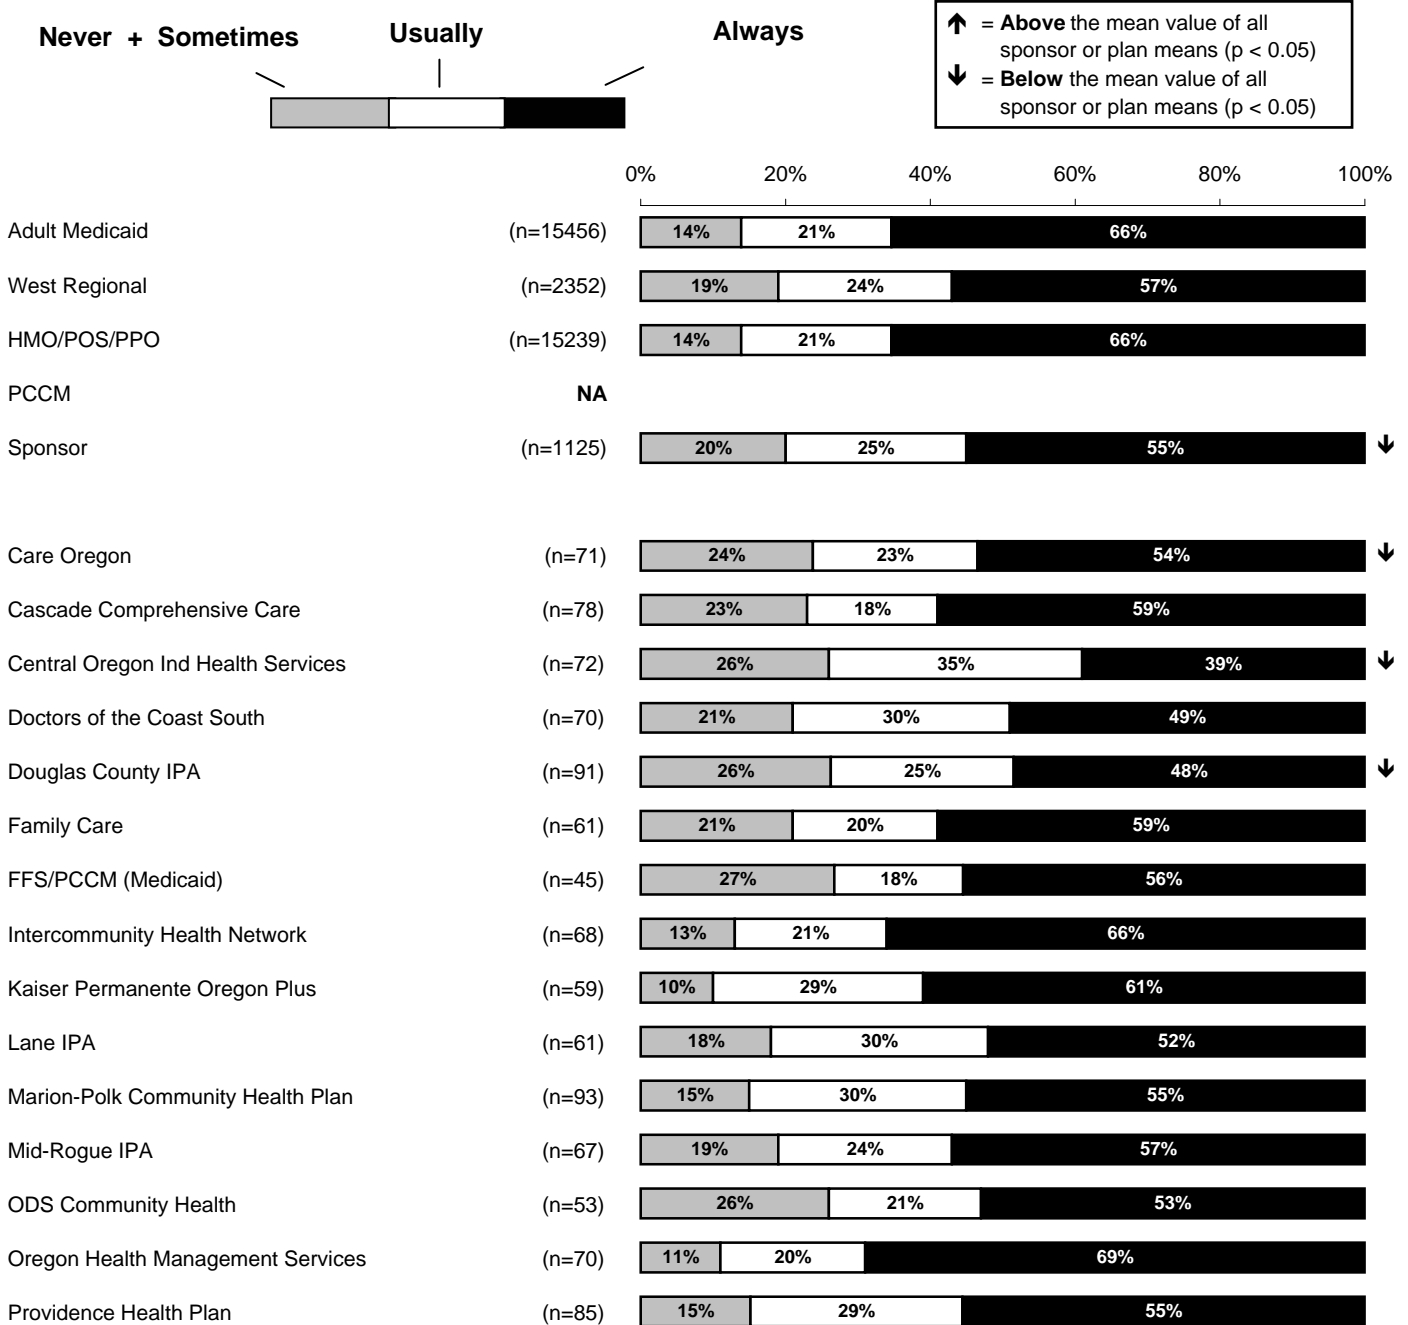 Never + Sometimes Usually Always
↑ = Above the mean value of all
sponsor or plan means (p < 0.05)
↓ = Below the mean value of all
sponsor or plan means (p < 0.05)
0% 20% 40% 60% 80% 100%
Adult Medicaid (n=15456) 14% 21% 66%
West Regional (n=2352) 19% 24% 57%
HMO/POS/PPO (n=15239) 14% 21% 66%
PCCM NA
Sponsor (n=1125) 20% 25% 55% ↓
Care Oregon (n=71) 24% 23% 54% ↓
Cascade Comprehensive Care (n=78) 23% 18% 59%
Central Oregon Ind Health Services (n=72) 26% 35% 39% ↓
Doctors of the Coast South (n=70) 21% 30% 49%
Douglas County IPA (n=91) 26% 25% 48% ↓
Family Care (n=61) 21% 20% 59%
FFS/PCCM (Medicaid) (n=45) 27% 18% 56%
Intercommunity Health Network (n=68) 13% 21% 66%
Kaiser Permanente Oregon Plus (n=59) 10% 29% 61%
Lane IPA (n=61) 18% 30% 52%
Marion-Polk Community Health Plan (n=93) 15% 30% 55%
Mid-Rogue IPA (n=67) 19% 24% 57%
ODS Community Health (n=53) 26% 21% 53%
Oregon Health Management Services (n=70) 11% 20% 69%
Providence Health Plan (n=85) 15% 29% 55%